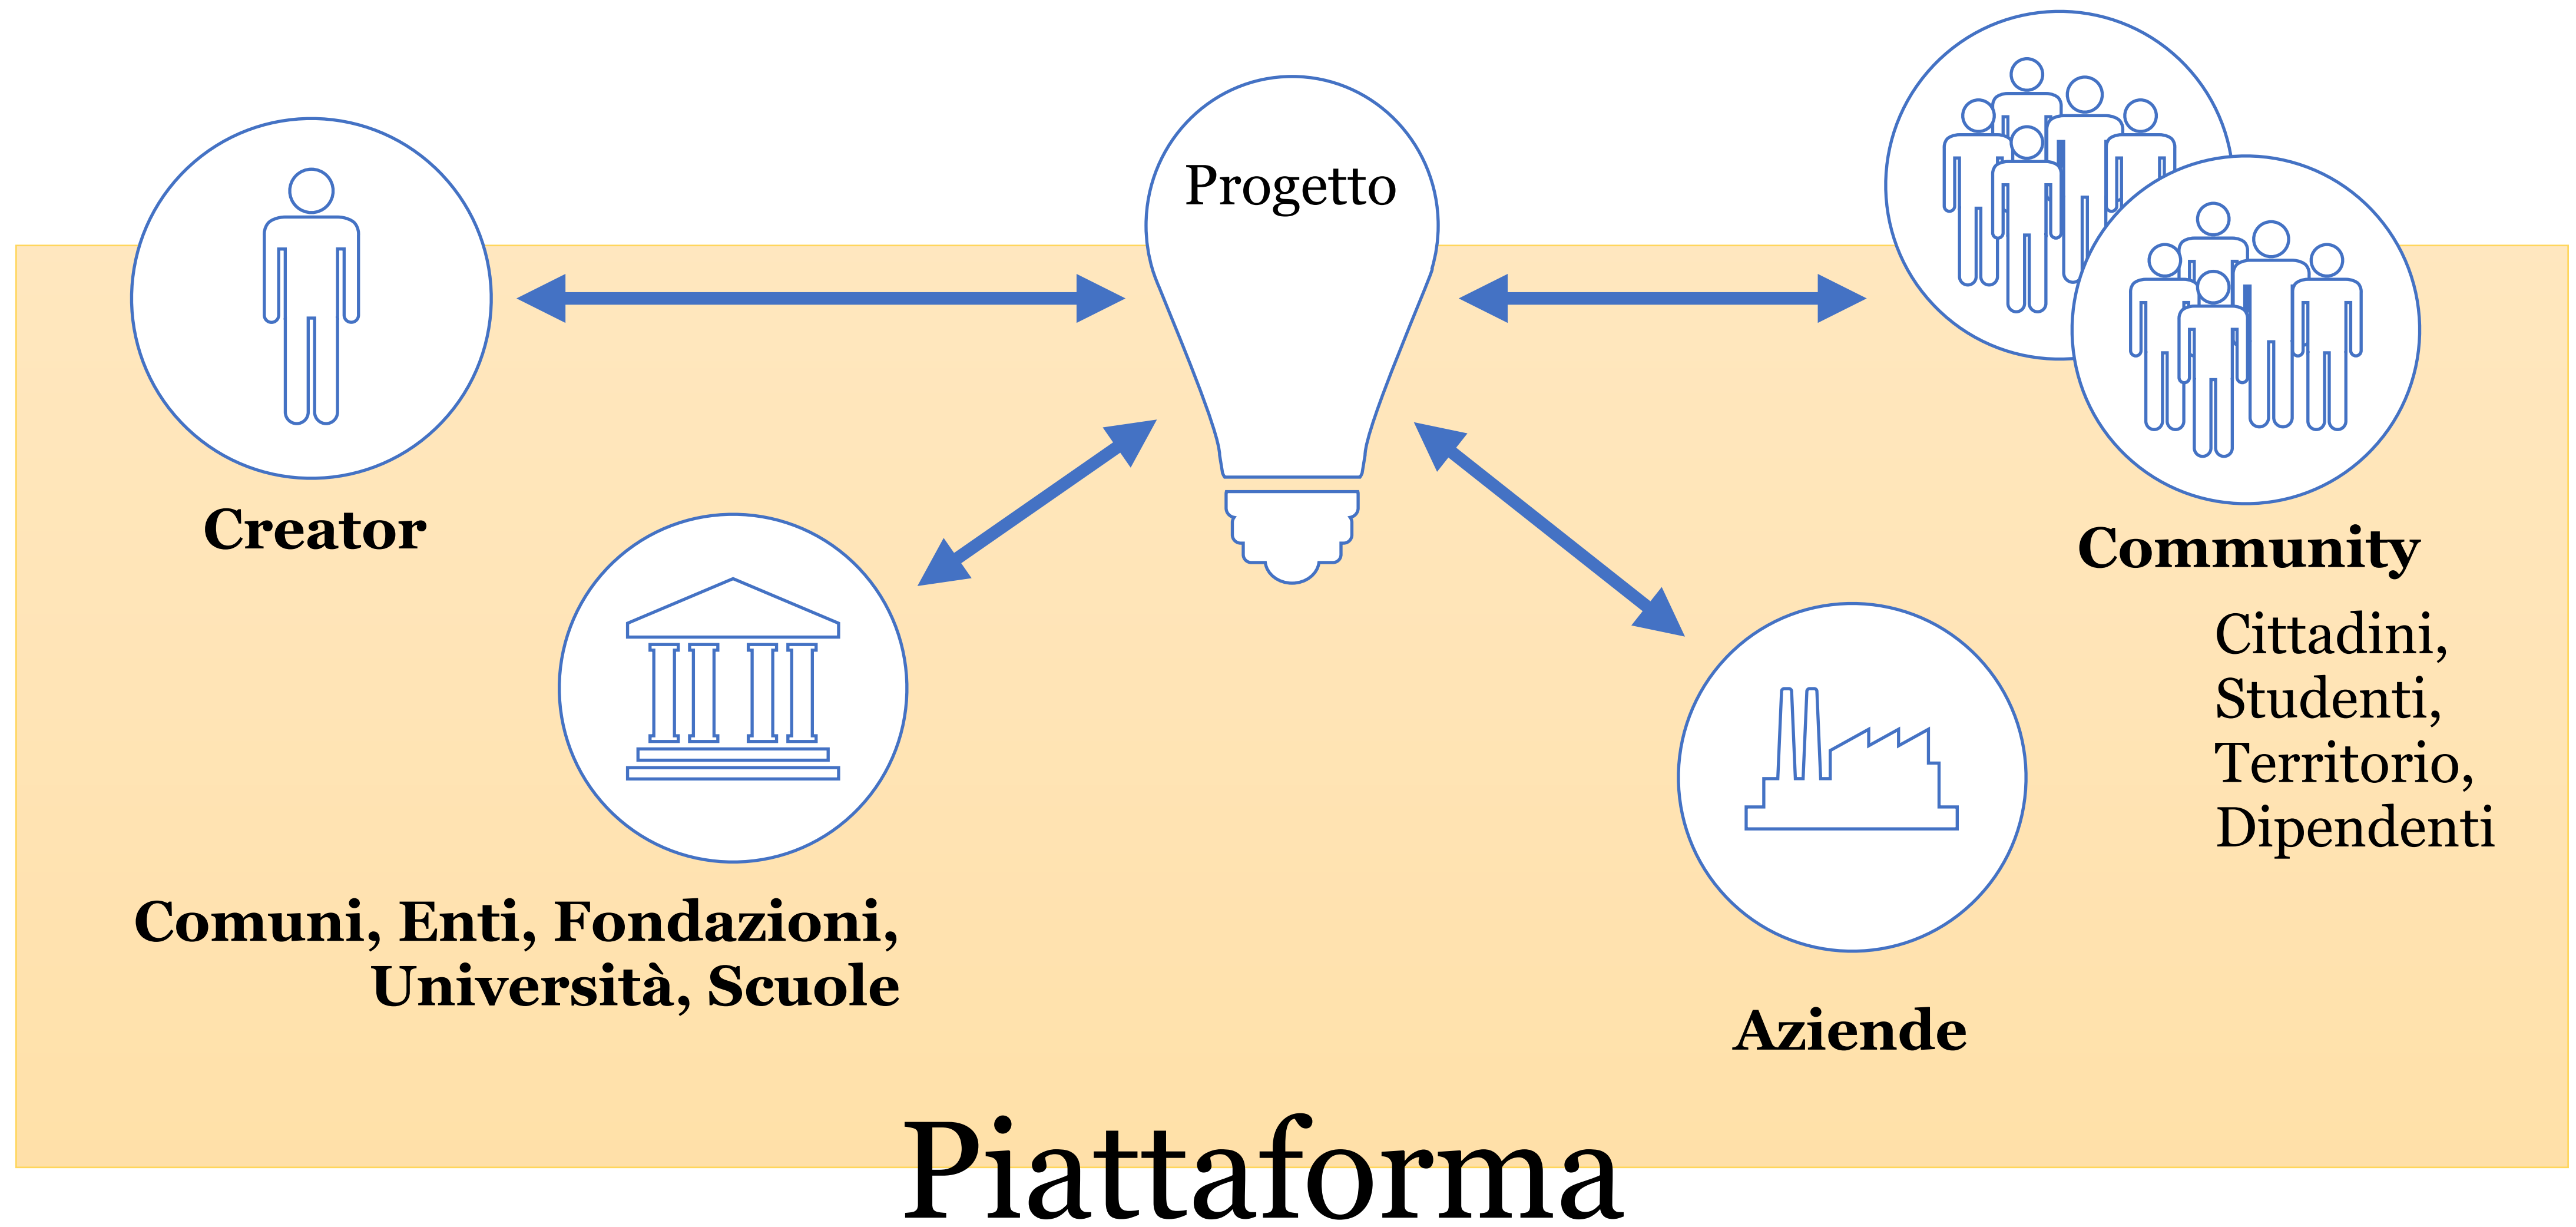 Progetto
Creator
Community
Cittadini,
Studenti,
Territorio,
Dipendenti
Comuni, Enti, Fondazioni,
Università, Scuole
Aziende
Piattaforma